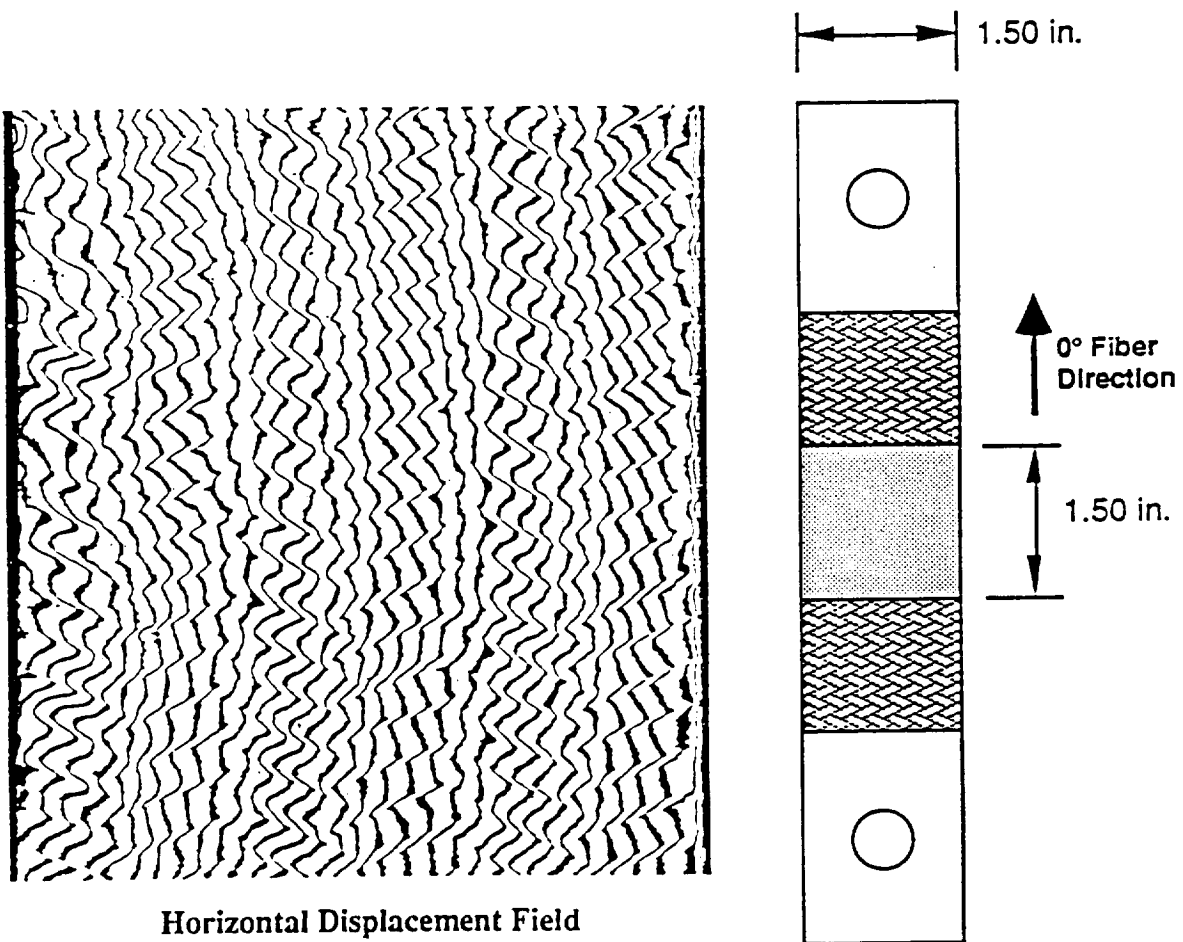 1.50 in.
0° Fiber
Direction
1.50 in.
Horizontal Displacement Field